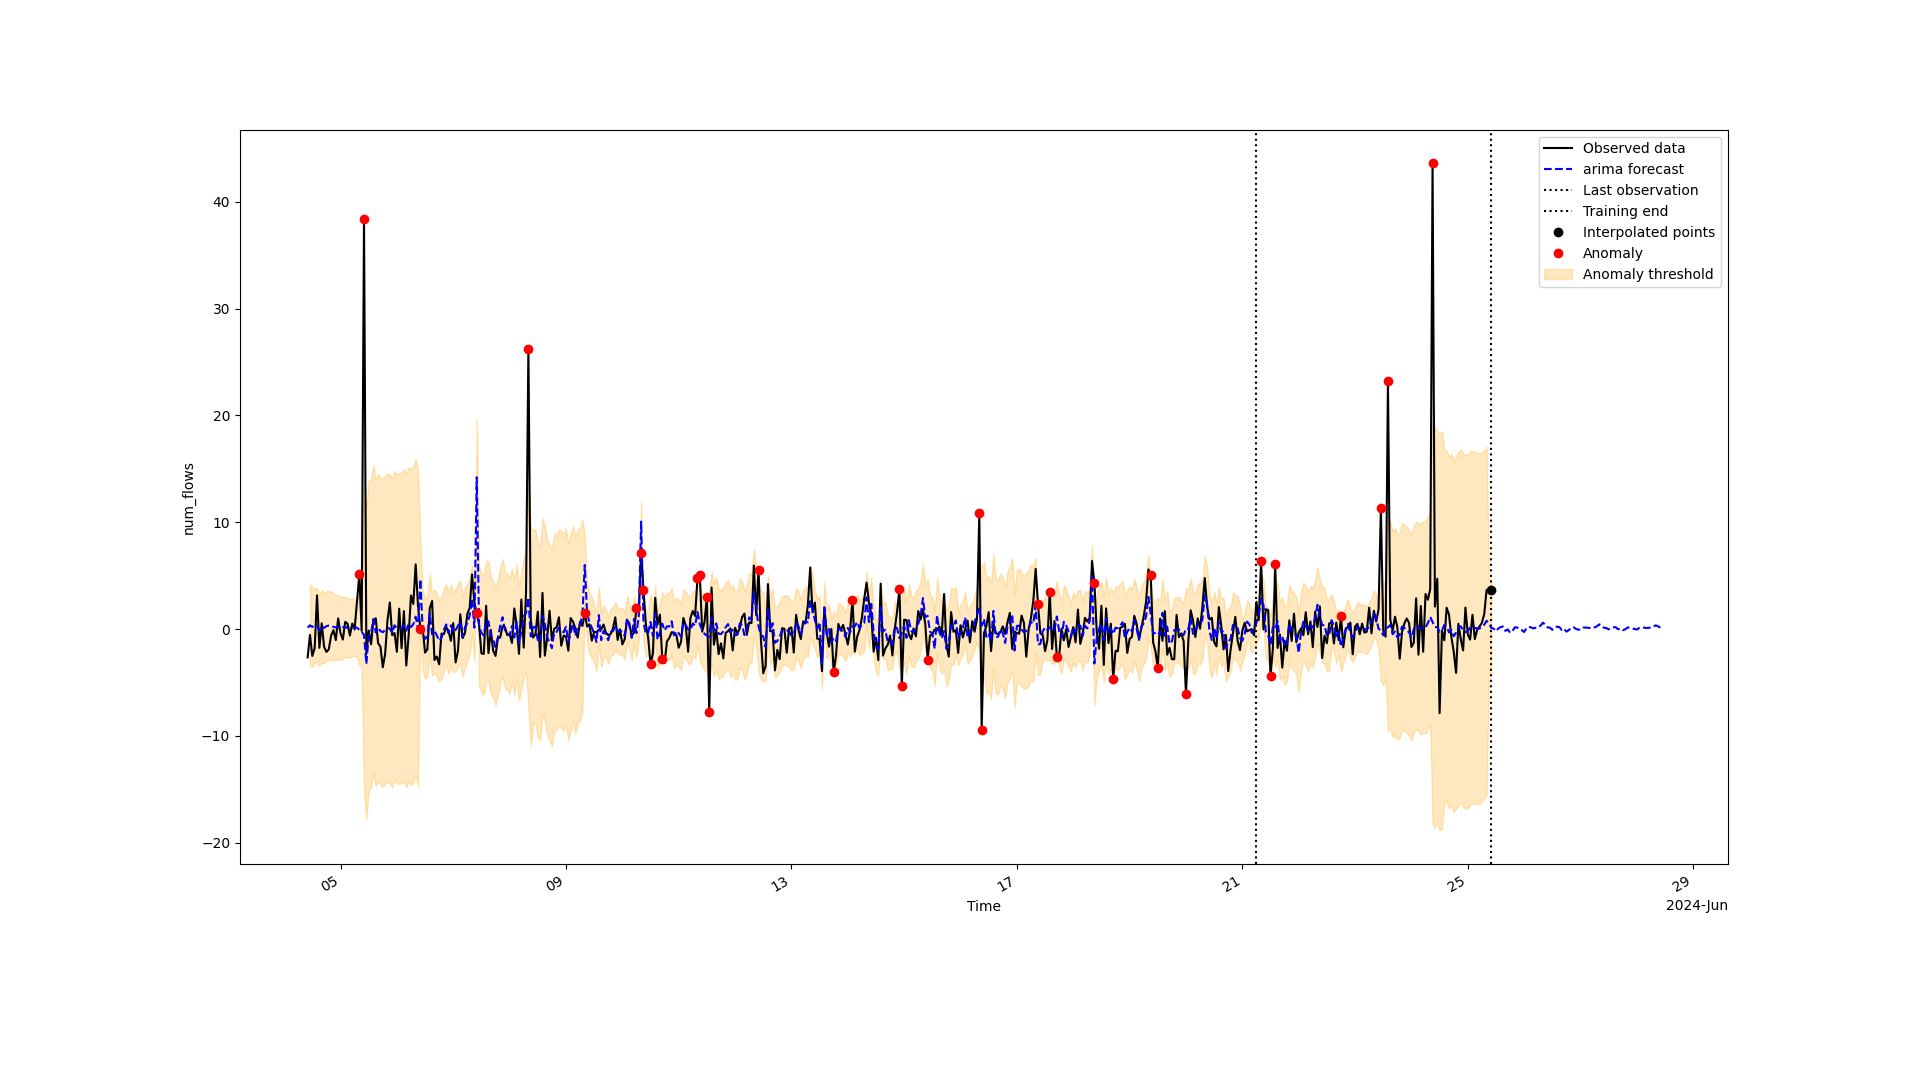 Observed data
arima forecast
Last observation
Training end
Interpolated points
Anomaly
Anomaly threshold
num_flows
40
30
20
10
0
−10
−20
05
09
13
17
21
25
29
Time
2024-Jun